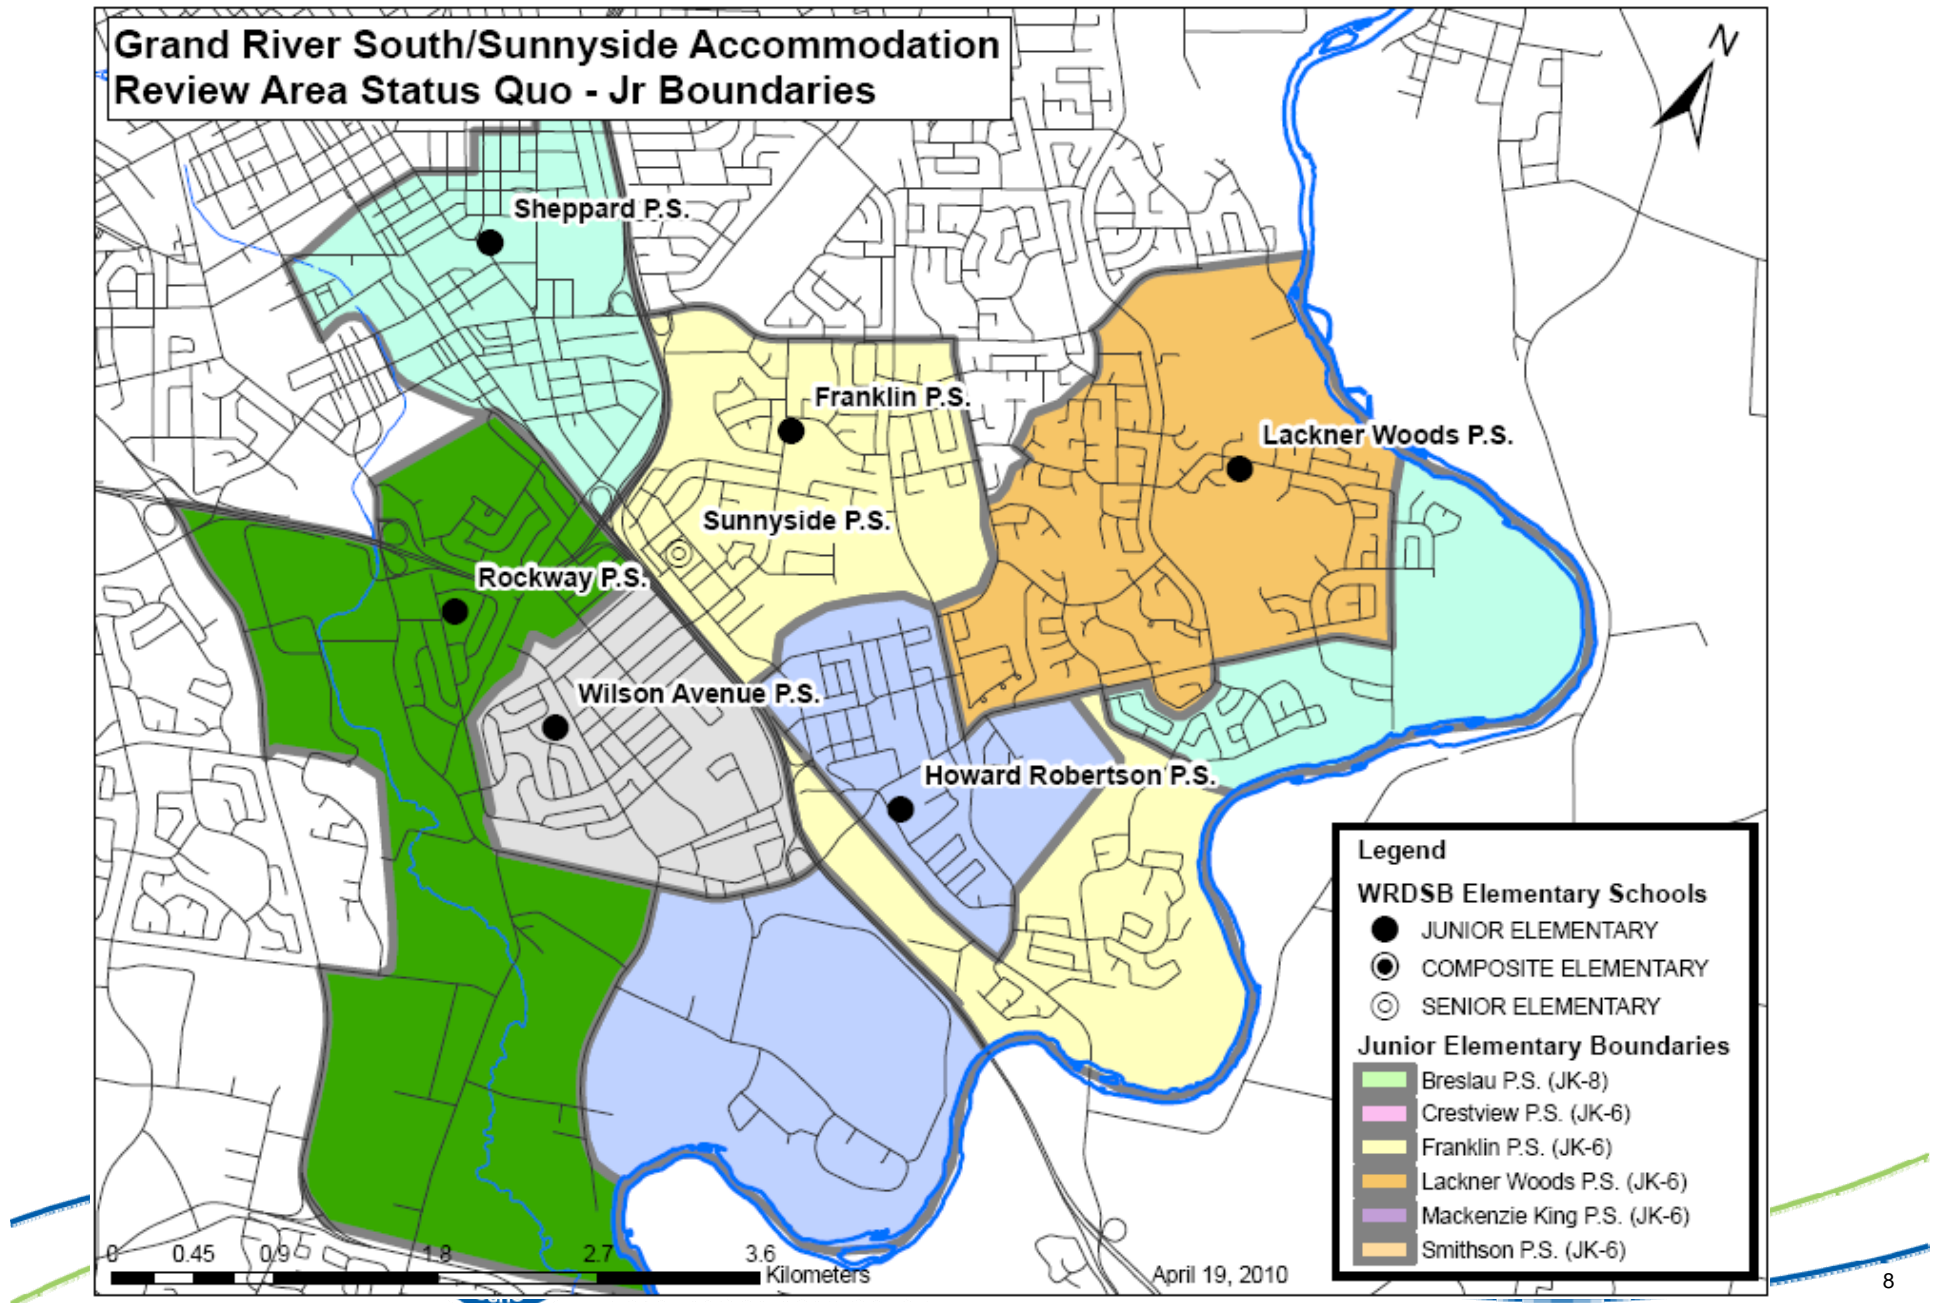 Grand River South/Sunnyside Accommodation
Review Area Status Quo - Jr Boundaries
N
Sheppard P.S.
Franklin P.S.
Lackner Woods P.S.
Sunnyside P.S.
Rockway P.S.
Wilson Avenue P.S.
Howard Robertson P.S.
Legend
WRDSB Elementary Schools
JUNIOR ELEMENTARY
COMPOSITE ELEMENTARY
SENIOR ELEMENTARY
Junior Elementary Boundaries
Breslau P.S. (JK-8)
Crestview P.S. (JK-6)
Franklin P.S. (JK-6)
Lackner Woods P.S. (JK-6)
Mackenzie King P.S. (JK-6)
Smithson P.S. (JK-6)
0 0.45 0.9 1.8 2.7 3.6
Kilometers
April 19, 2010
8